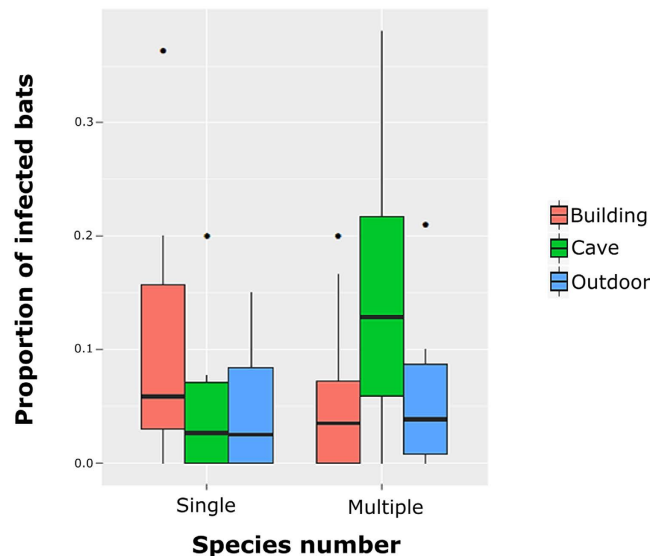 Proportion of infected bats
0.3
0.2
0.1
0.0
Single
Multiple
Species number
Building
Cave
Outdoor